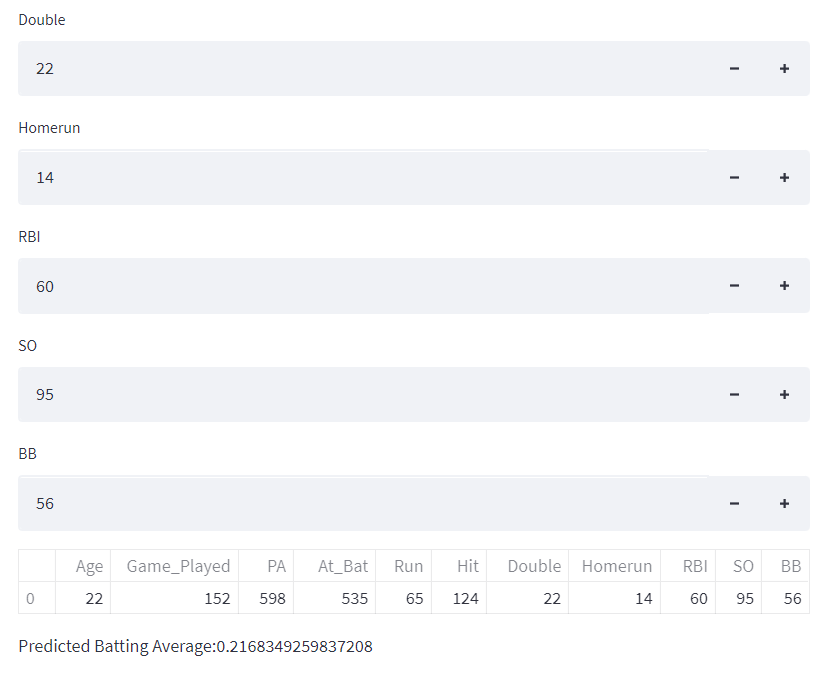 Double
22
Homerun
14
RBI
60
SO
95
BB
56
Age Game_Played PA At_Bat Run Hit Double Homerun RBI SO BB
0 22 152 598 535 65 124 22 14 60 95 56
Predicted Batting Average:0.2168349259837208